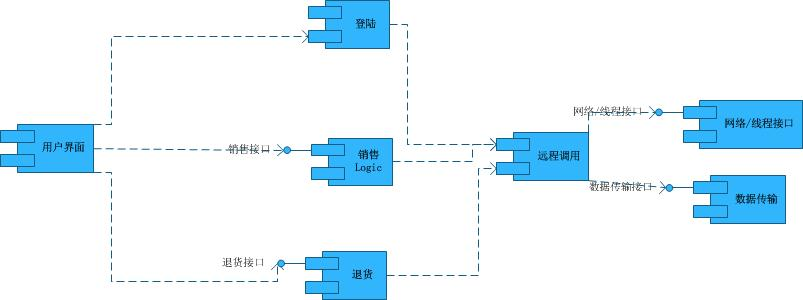 登陆
网络/线程接口
网络/线程接口
用户界面
销售接口
销售
Logic
远程调用
数据传输接口
数据传输
退货接口
退货